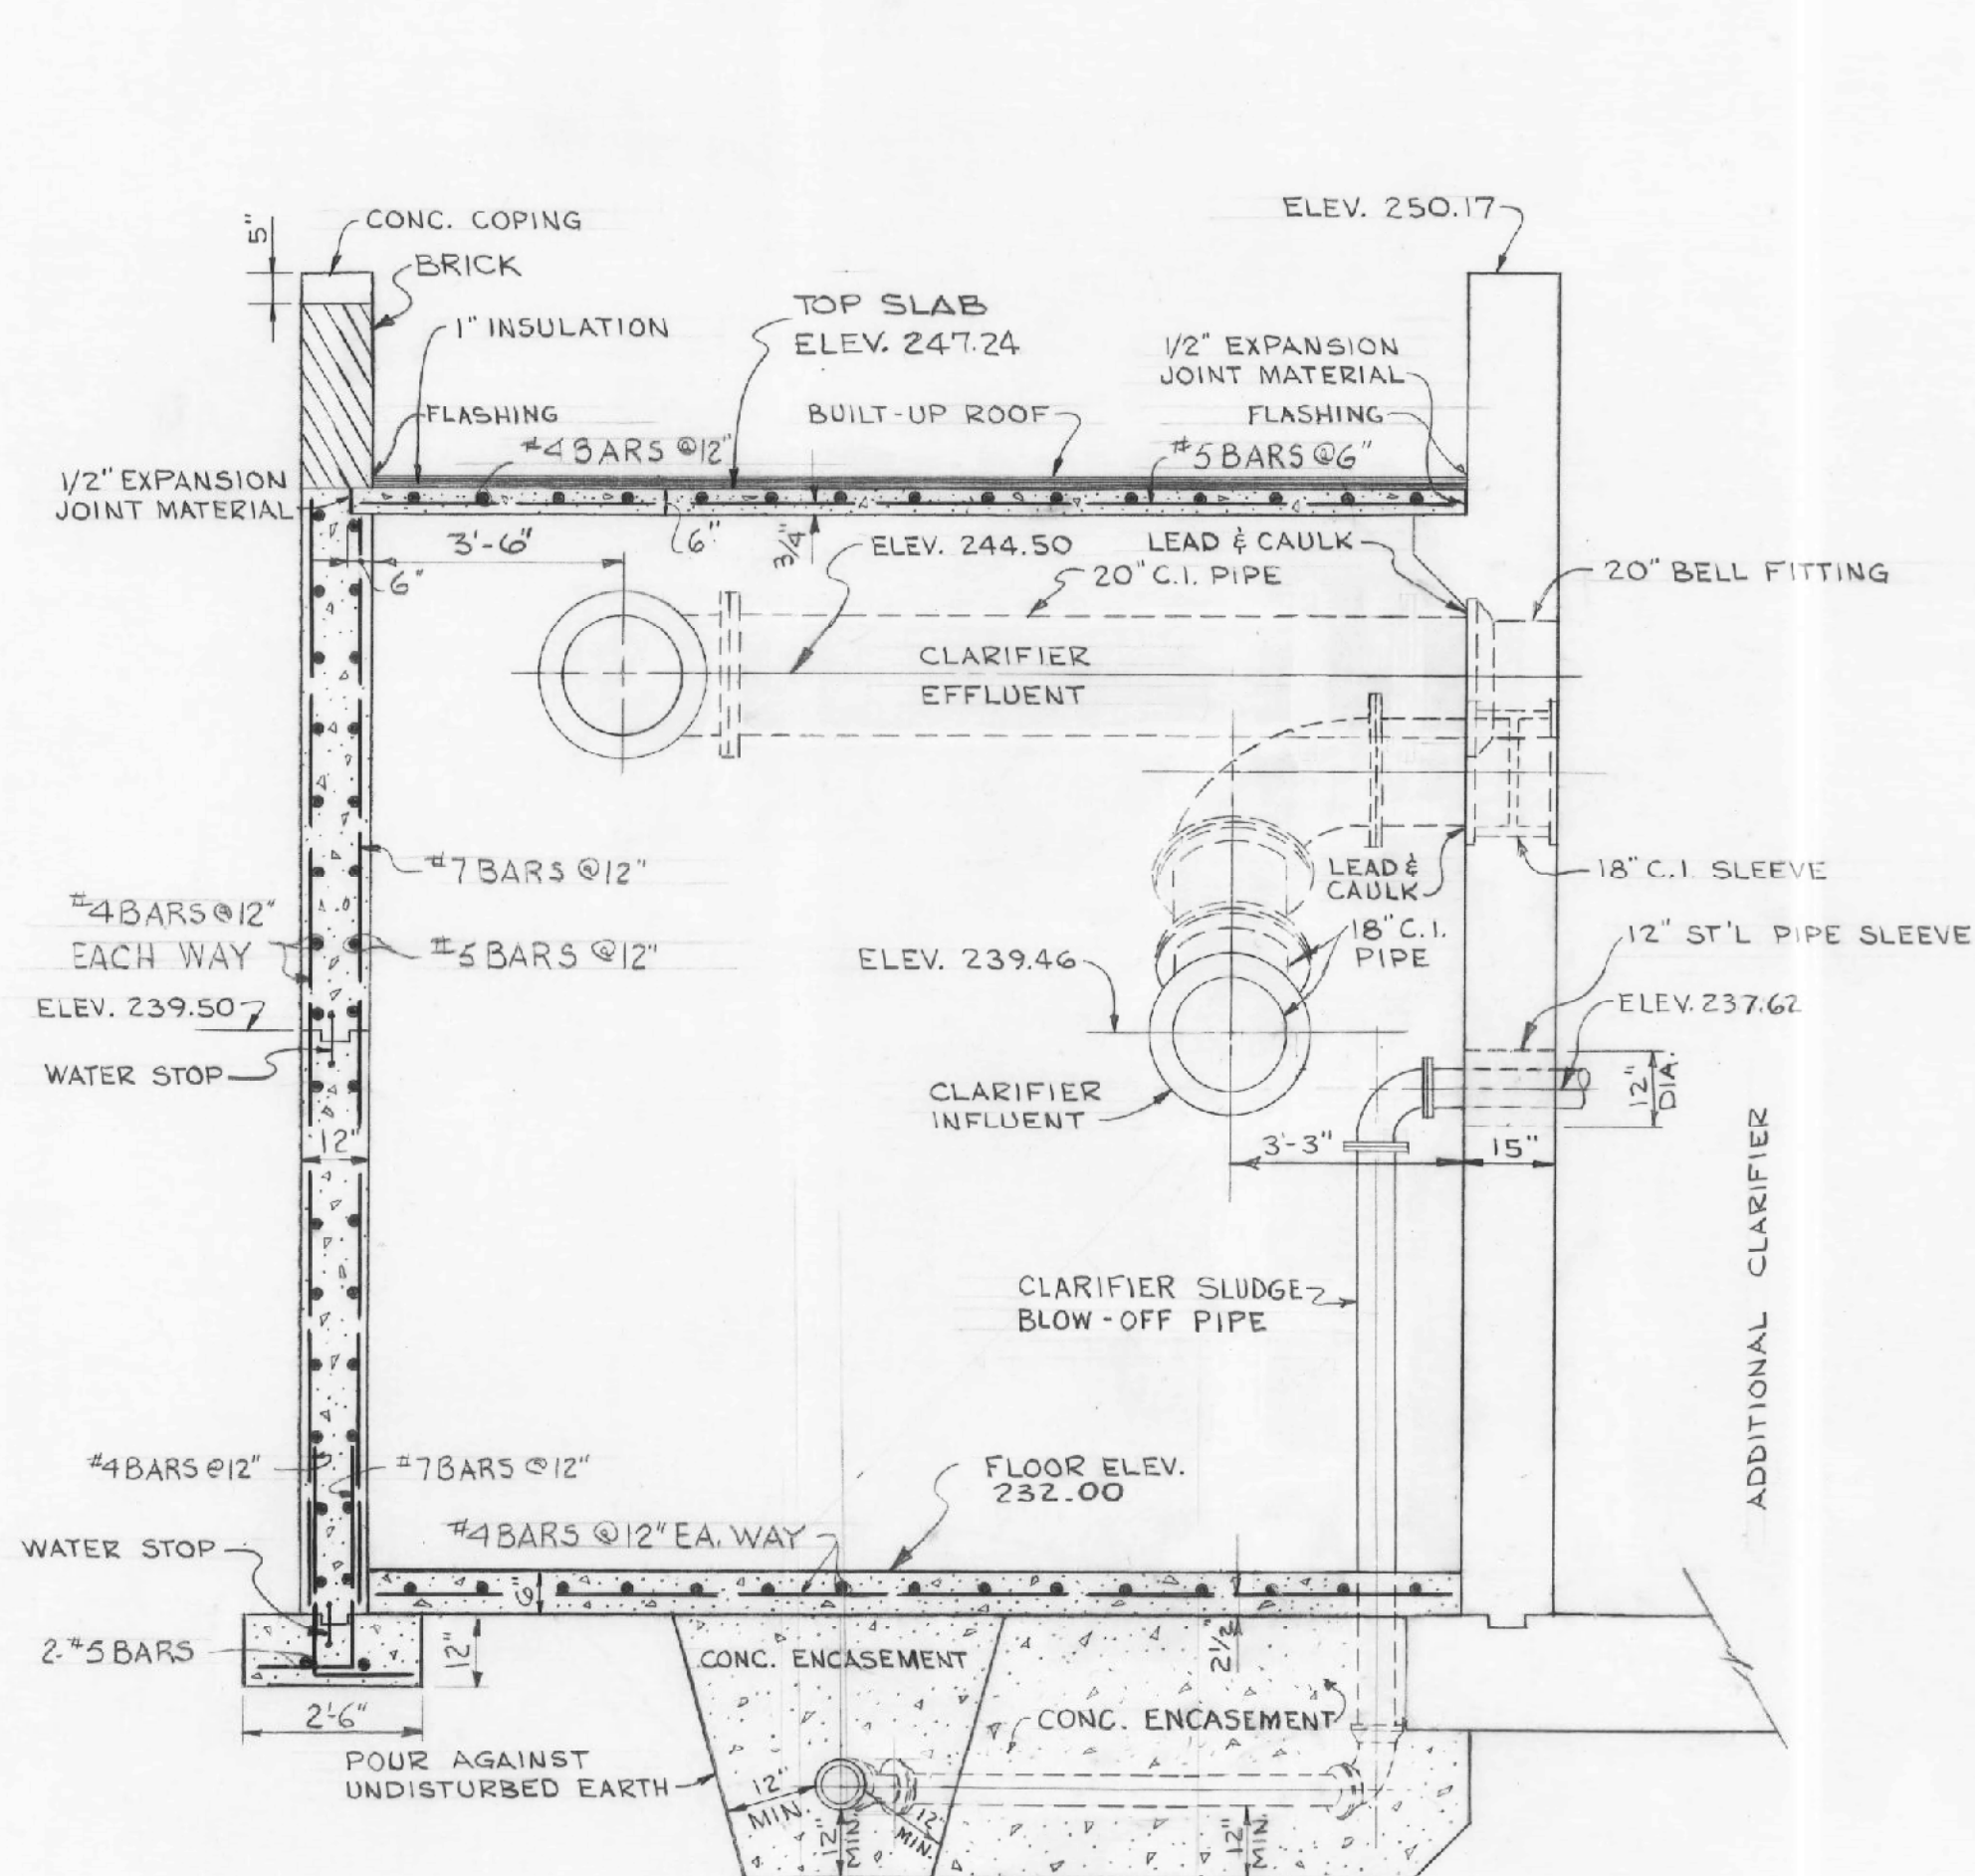 5"
CONC. COPING
BRICK
ELEV. 250.17
1" INSULATION
TOP SLAB
ELEV. 247.24
1/2" EXPANSION
JOINT MATERIAL
FLASHING
BUILT-UP ROOF
FLASHING
#4 BARS @12"
#5 BARS @6"
1/2" EXPANSION
JOINT MATERIAL
3'-6"
6"
3/4"
ELEV. 244.50
LEAD & CAULK
20" C.I. PIPE
20" BELL FITTING
6"
CLARIFIER
EFFLUENT
#7 BARS @12"
LEAD &
CAULK
18" C.I. SLEEVE
#4 BARS @12"
EACH WAY
#5 BARS @12"
18" C.I.
PIPE
12" ST'L PIPE SLEEVE
ELEV. 239.46
ELEV. 239.50
ELEV. 237.62
WATER STOP
CLARIFIER
INFLUENT
12"
DIA.
12"
3'-3"
15"
ADDITIONAL CLARIFIER
CLARIFIER SLUDGE
BLOW-OFF PIPE
#4 BARS @12"
#7 BARS @12"
FLOOR ELEV.
232.00
#4 BARS @12" EA. WAY
WATER STOP
6"
2-#5 BARS
12"
CONC. ENCASEMENT
2 1/2"
2'-6"
CONC. ENCASEMENT
POUR AGAINST
UNDISTURBED EARTH
12"
MIN.
12"
MIN.
12"
MIN.
12"
MIN.